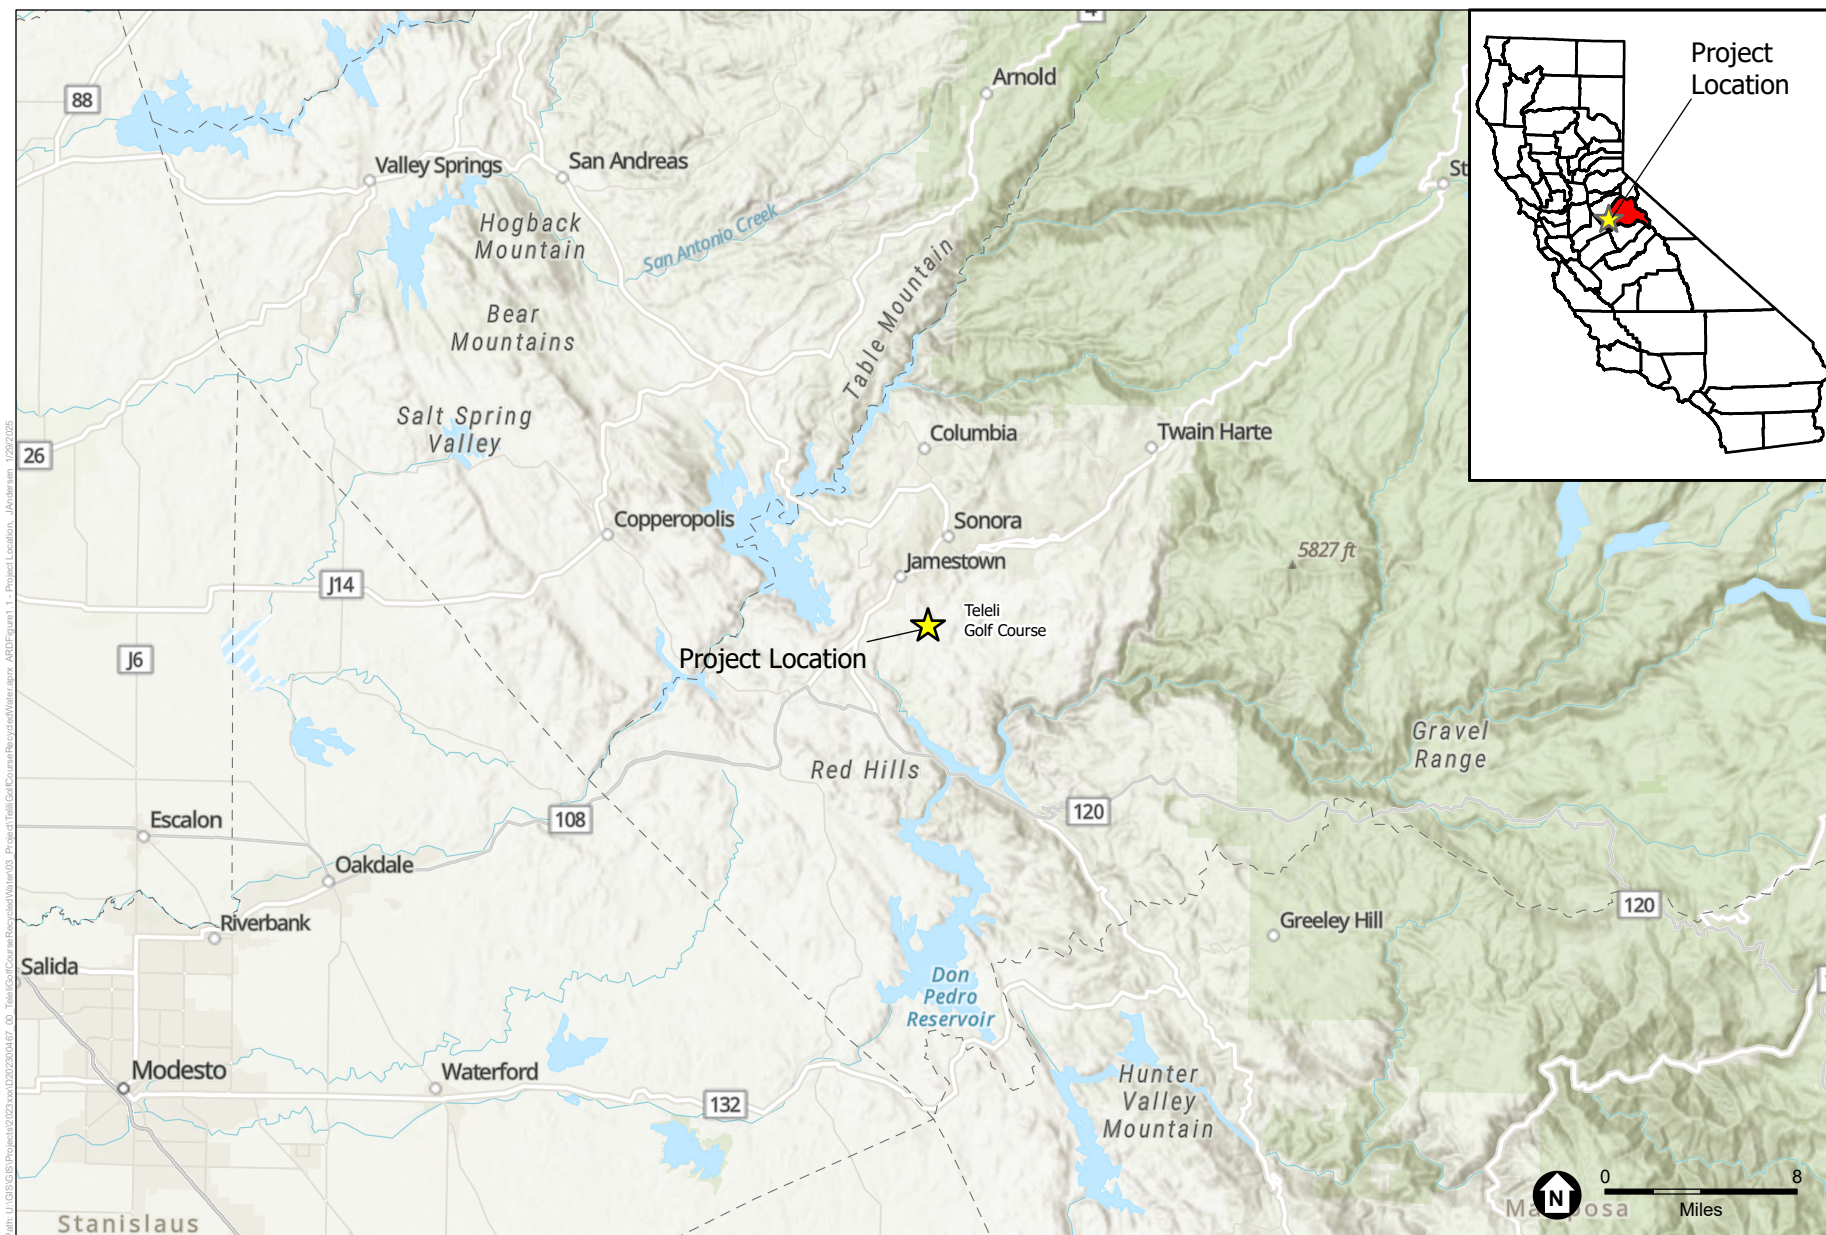 4
Arnold
Project
Location
88
Valley Springs
San Andreas
St
Hogback
Mountain
San Antonio Creek
Table Mountain
Bear
Mountains
Salt Spring
Valley
Columbia
Twain Harte
26
Copperopolis
Sonora
5827 ft
Jamestown
J14
Teleli
Golf Course
J6
Project Location
Gravel
Range
Red Hills
120
Escalon
108
Oakdale
120
Riverbank
Greeley Hill
Salida
Don
Pedro
Reservoir
Modesto
Waterford
Hunter
Valley
Mountain
132
0 8
Miles
N
Stanislaus